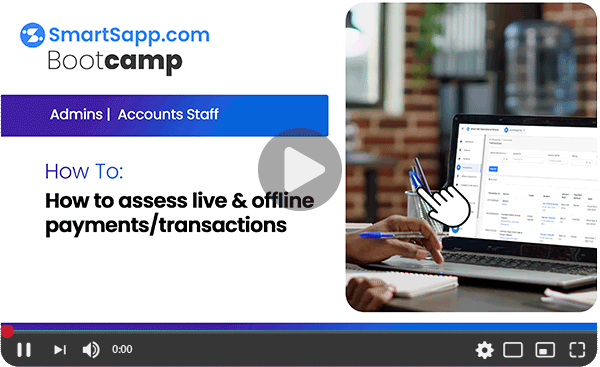 SmartSapp.com
Bootcamp
Admins | Accounts Staff
How To:
How to assess live & offline
payments/transactions
0:00